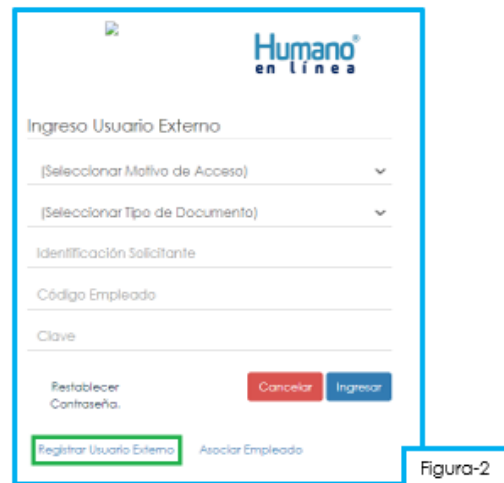 Humano®
en línea
Ingreso Usuario Externo
(Seleccionar Motivo de Acceso)
(Seleccionar Tipo de Documento)
Identificación Solicitante
Código Empleado
Clave
Restablecer
Contraseña.
Cancelar
Ingresar
Registrar Usuario Externo
Asociar Empleado
Figura-2